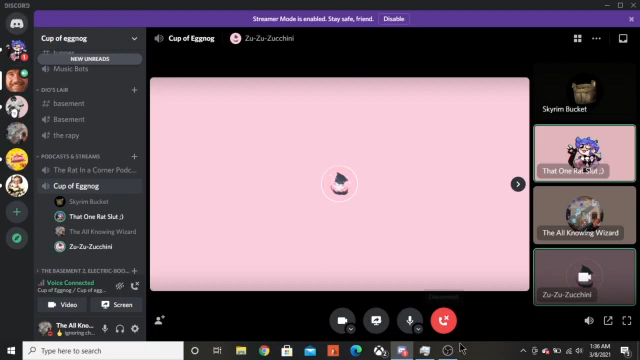 DISCORD
Streamer Mode is enabled. Stay safe, friend. Disable
Cup of eggnog
NEW UNREADS
Music Bots
DIO'S LAIR
basement
Basement
the rapy
PODCASTS & STREAMS
The Rat In a Corner Podc...
Cup of Eggnog
Skyrim Bucket
That One Rat Slut ;)
The All Knowing Wizard
Zu-Zu-Zucchini
THE BASEMENT 2, ELECTRIC-BOO...
Voice Connected
Cup of Eggnog / Cup of egg...
Video
Screen
The All Kno...
ignoring ch...
Cup of Eggnog
Zu-Zu-Zucchini
Skyrim Bucket
That One Rat Slut ;)
The All Knowing Wizard
Zu-Zu-Zucchini
Type here to search
1:36 AM
3/8/2021